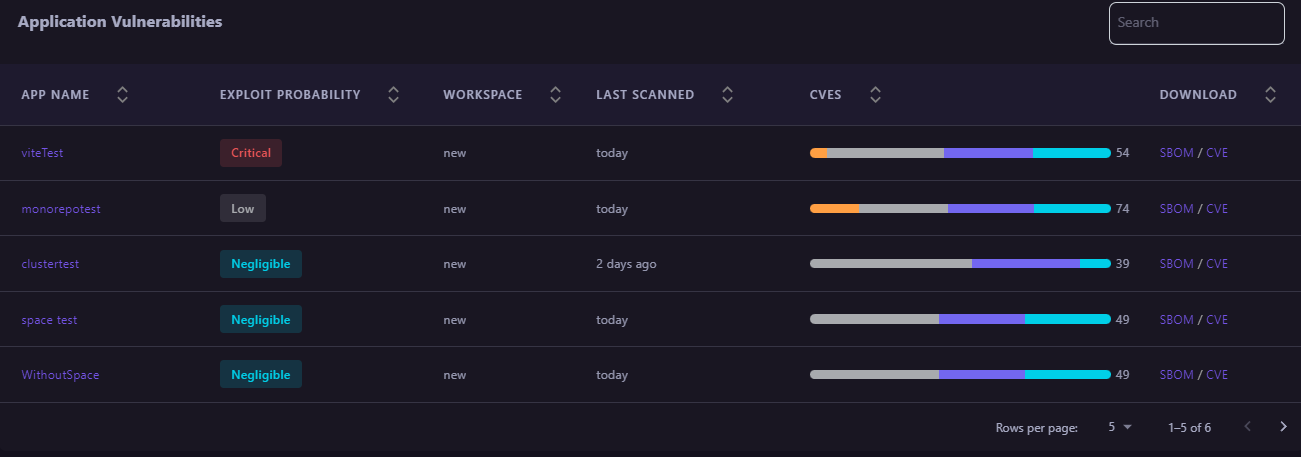 Application Vulnerabilities
Search
APP NAME EXPLOIT PROBABILITY WORKSPACE LAST SCANNED CVES DOWNLOAD
viteTest Critical new today 54 SBOM / CVE
monorepotest Low new today 74 SBOM / CVE
clustertest Negligible new 2 days ago 39 SBOM / CVE
space test Negligible new today 49 SBOM / CVE
WithoutSpace Negligible new today 49 SBOM / CVE
Rows per page: 5 1–5 of 6